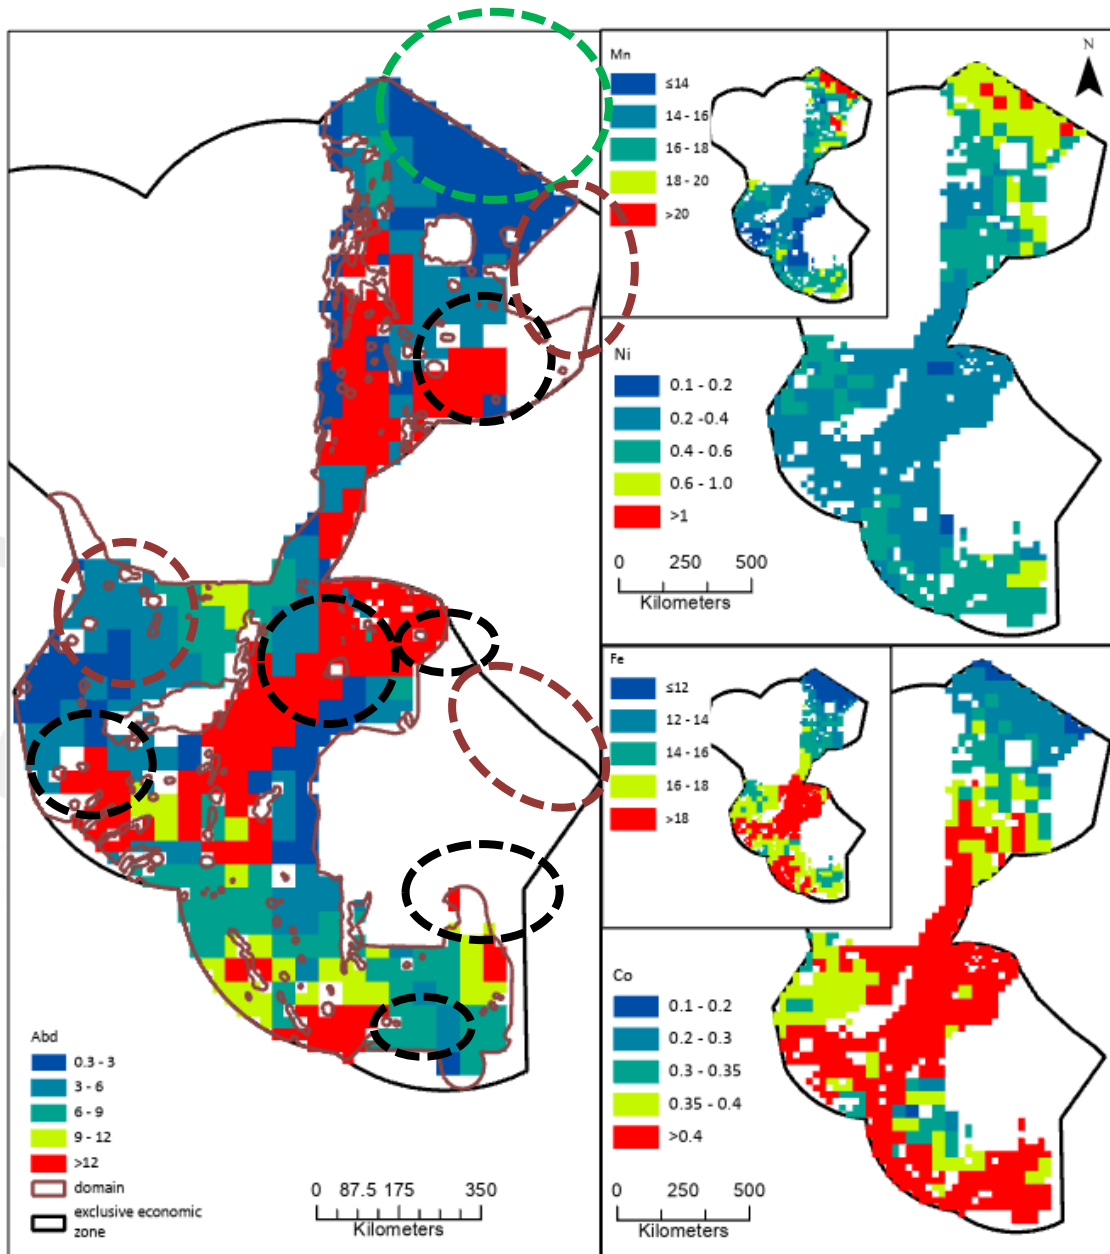 Abd
0.3 - 3
3 - 6
6 - 9
9 - 12
>12
domain
exclusive economic
zone
0 87.5 175 350
Kilometers
Mn
≤14
14 - 16
16 - 18
18 - 20
>20
N
Ni
0.1 - 0.2
0.2 -0.4
0.4 - 0.6
0.6 - 1.0
>1
0 250 500
Kilometers
Fe
≤12
12 - 14
14 - 16
16 - 18
>18
Co
0.1 - 0.2
0.2 - 0.3
0.3 - 0.35
0.35 - 0.4
>0.4
0 250 500
Kilometers